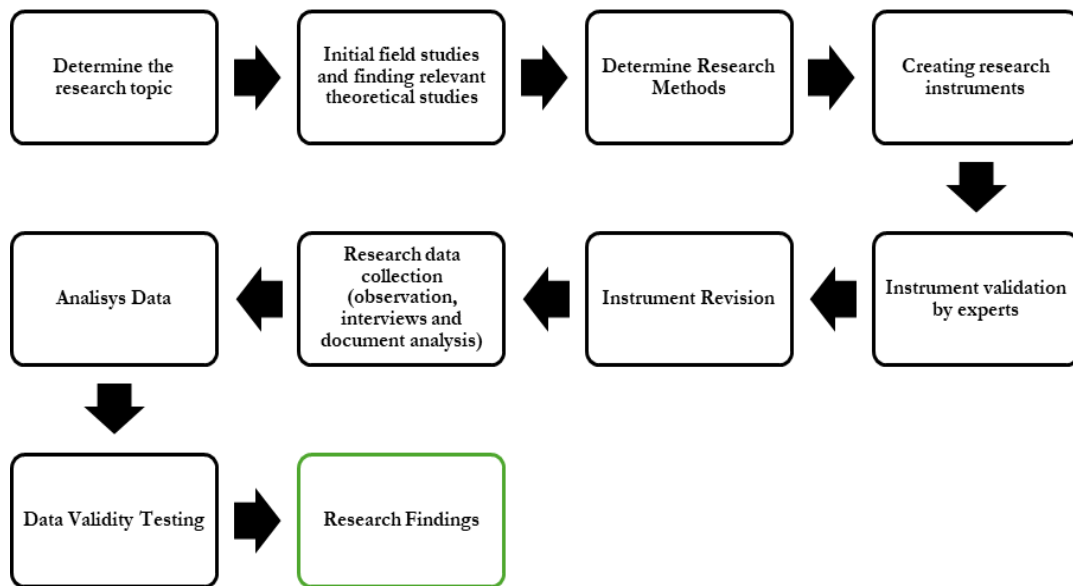 Determine the
research topic
Initial field studies
and finding relevant
theoretical studies
Determine Research
Methods
Creating research
instruments
Instrument validation
by experts
Instrument Revision
Research data
collection
(observation,
interviews and
document analysis)
Analisys Data
Data Validity Testing
Research Findings